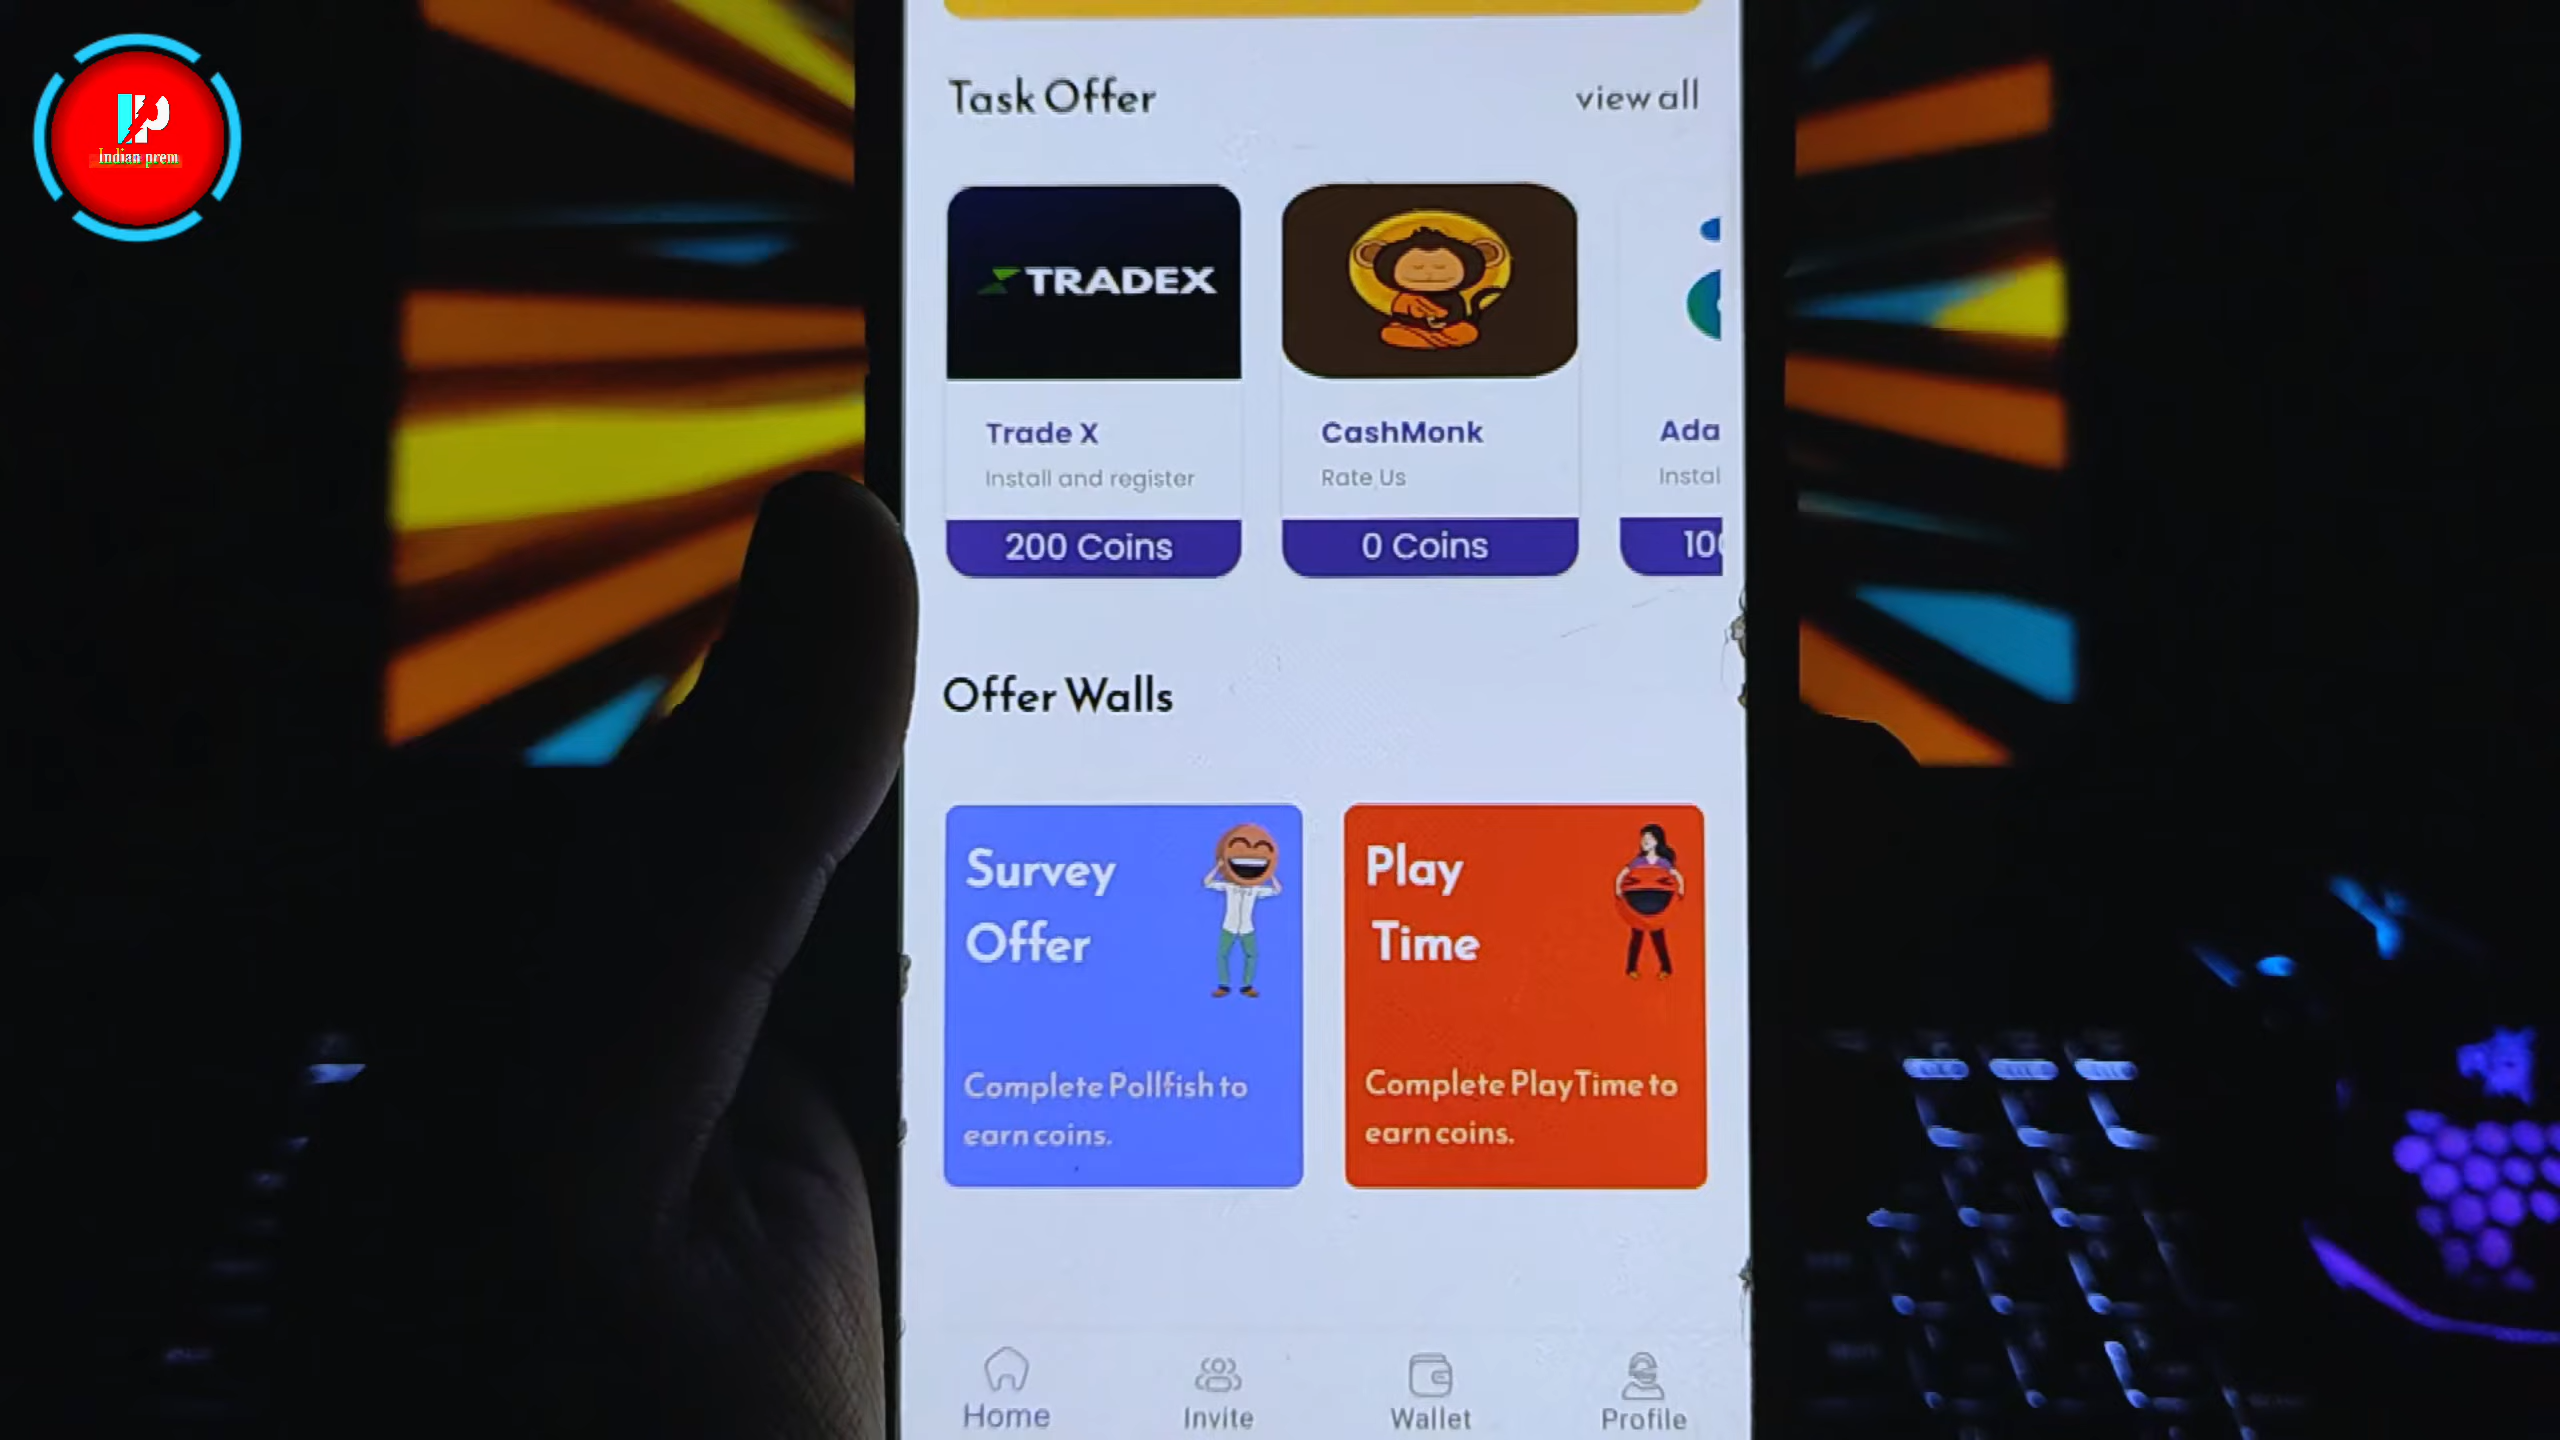 Indian prem
Task Offer
view all
TRADEX
Trade X
CashMonk
Ada
Install and register
Rate Us
Instal
200 Coins
0 Coins
Offer Walls
Survey
Offer
Play
Time
Complete Pollfish to
earn coins.
Complete PlayTime to
earn coins.
Home
Invite
Wallet
Profile